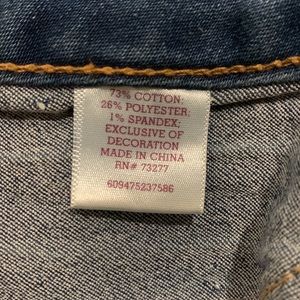 73% COTTON;
26% POLYESTER;
1% SPANDEX;
EXCLUSIVE OF
DECORATION
MADE IN CHINA
RN# 73277
609475237586